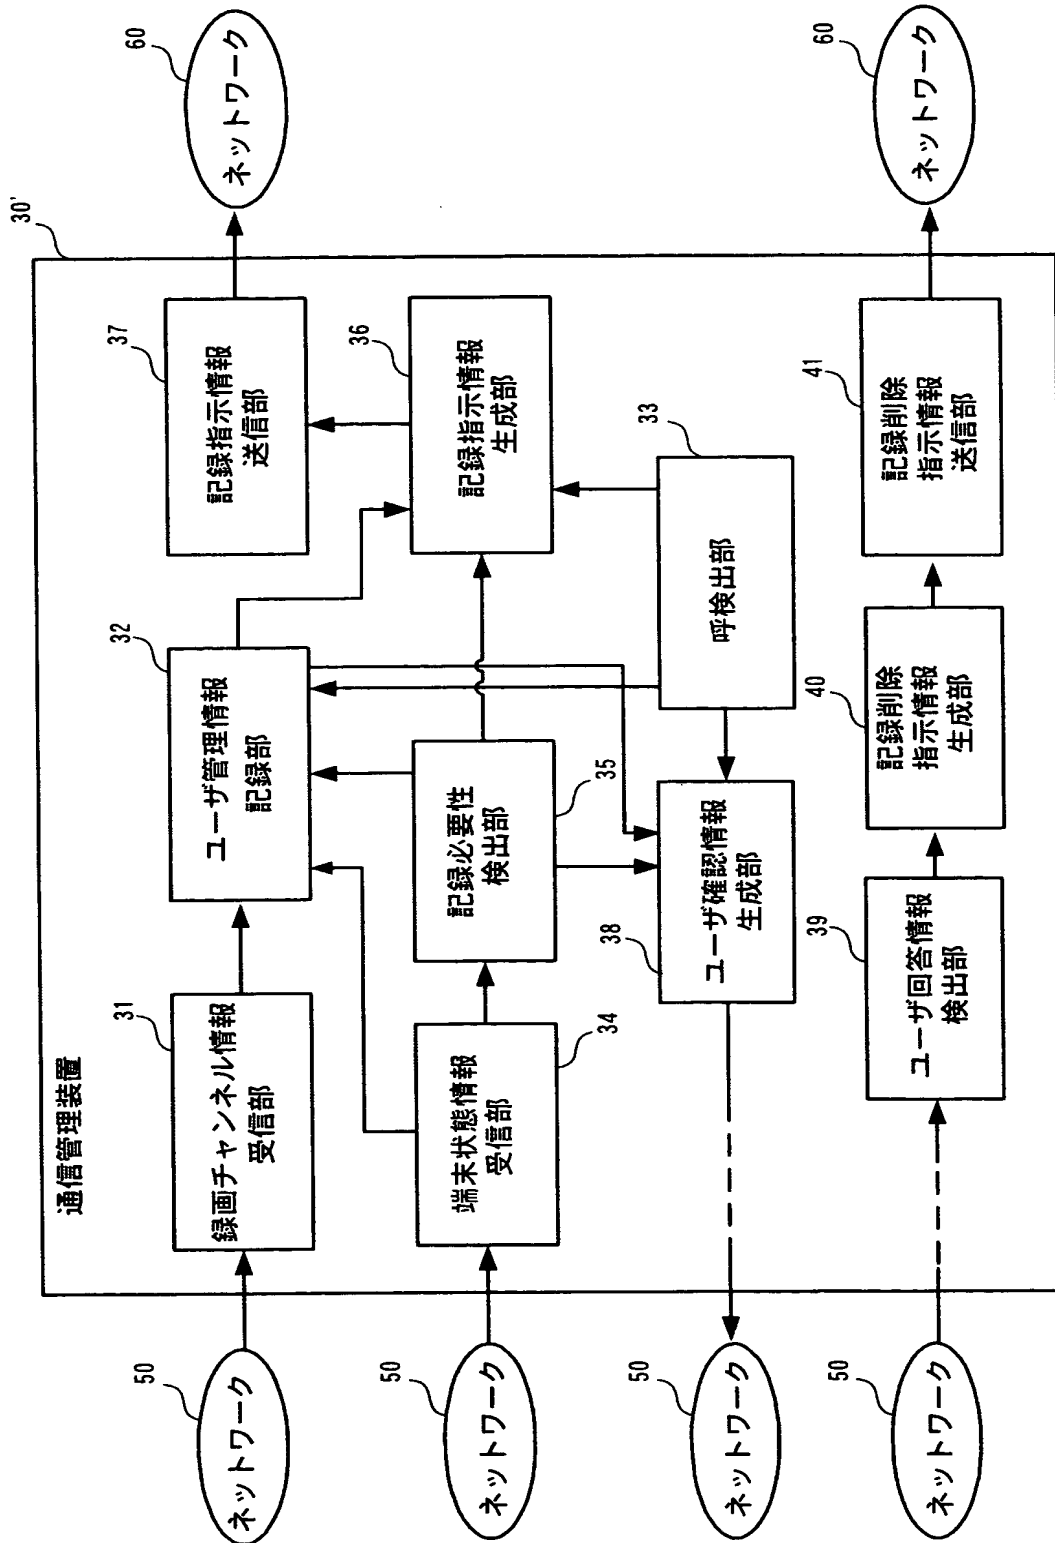 30'
通信管理装置
50
ネットワーク
31
録画チャンネル情報
受信部
32
ユーザ管理情報
記録部
37
記録指示情報
送信部
60
ネットワーク
50
ネットワーク
34
端末状態情報
受信部
35
記録必要性
検出部
36
記録指示情報
生成部
33
呼検出部
50
ネットワーク
38
ユーザ確認情報
生成部
50
ネットワーク
39
ユーザ回答情報
検出部
40
記録削除
指示情報
生成部
41
記録削除
指示情報
送信部
60
ネットワーク